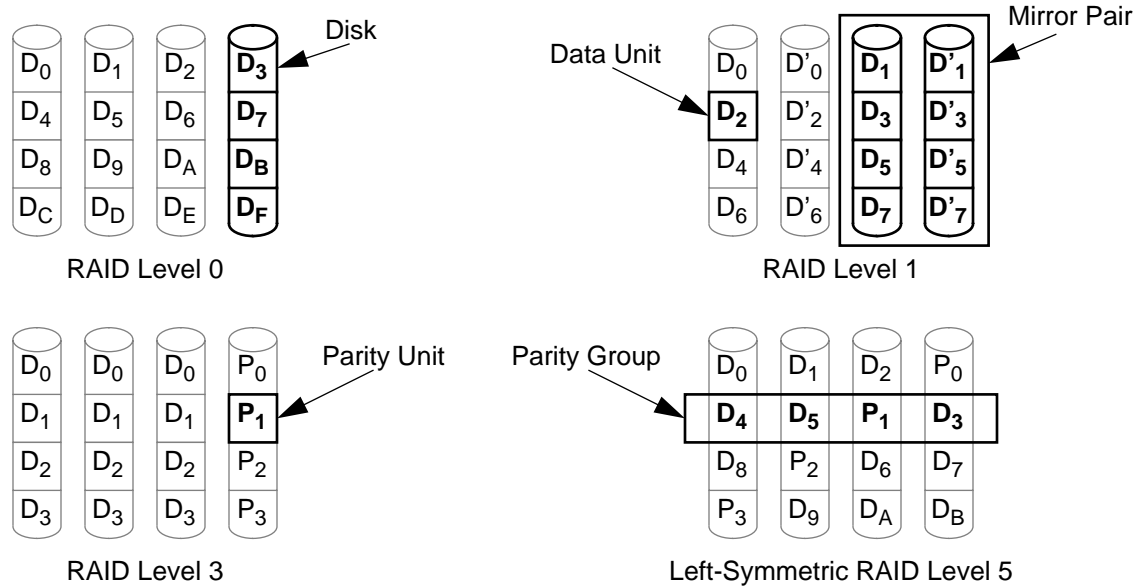 Disk
D0 D1 D2 D3
D4 D5 D6 D7
D8 D9 DA DB
DC DD DE DF
RAID Level 0
Mirror Pair
Data Unit
D0 D'0 D1 D'1
D2 D'2 D3 D'3
D4 D'4 D5 D'5
D6 D'6 D7 D'7
RAID Level 1
Parity Unit
D0 D0 D0 P0
D1 D1 D1 P1
D2 D2 D2 P2
D3 D3 D3 P3
RAID Level 3
Parity Group
D0 D1 D2 P0
D4 D5 P1 D3
D8 P2 D6 D7
P3 D9 DA DB
Left-Symmetric RAID Level 5